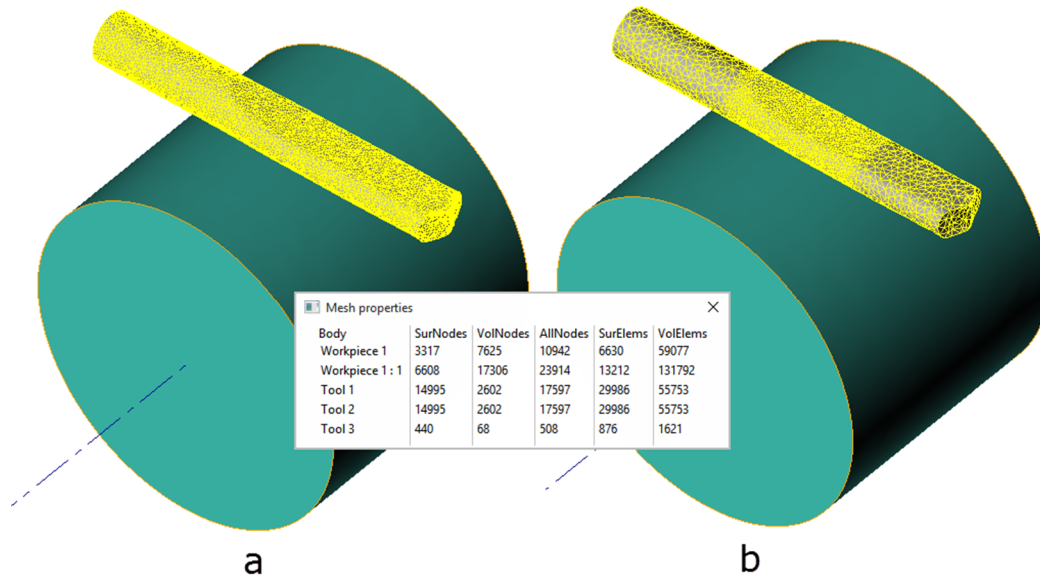 Mesh properties
Body SurNodes VolNodes AllNodes SurElems VolElems
Workpiece 1 3317 7625 10942 6630 59077
Workpiece 1 : 1 6608 17306 23914 13212 131792
Tool 1 14995 2602 17597 29986 55753
Tool 2 14995 2602 17597 29986 55753
Tool 3 440 68 508 876 1621
a b